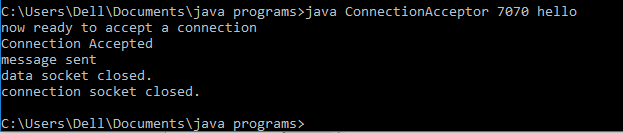 C:\Users\Dell\Documents\java programs>java ConnectionAcceptor 7070 hello
now ready to accept a connection
Connection Accepted
message sent
data socket closed.
connection socket closed.
C:\Users\Dell\Documents\java programs>